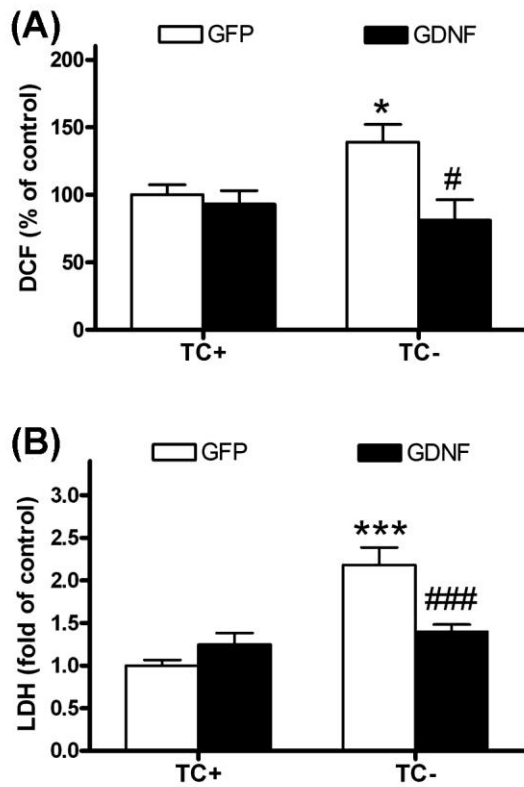 (A)
GFP GDNF
DCF (% of control)
200
150
100
50
0
*
#
TC+ TC-
(B)
GFP GDNF
LDH (fold of control)
3.0
2.5
2.0
1.5
1.0
0.5
0.0
***
###
TC+ TC-